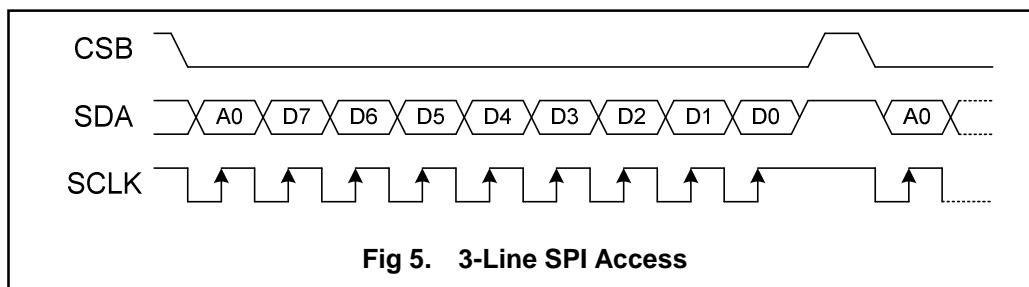 CSB
SDA A0 D7 D6 D5 D4 D3 D2 D1 D0 A0
SCLK
Fig 5. 3-Line SPI Access